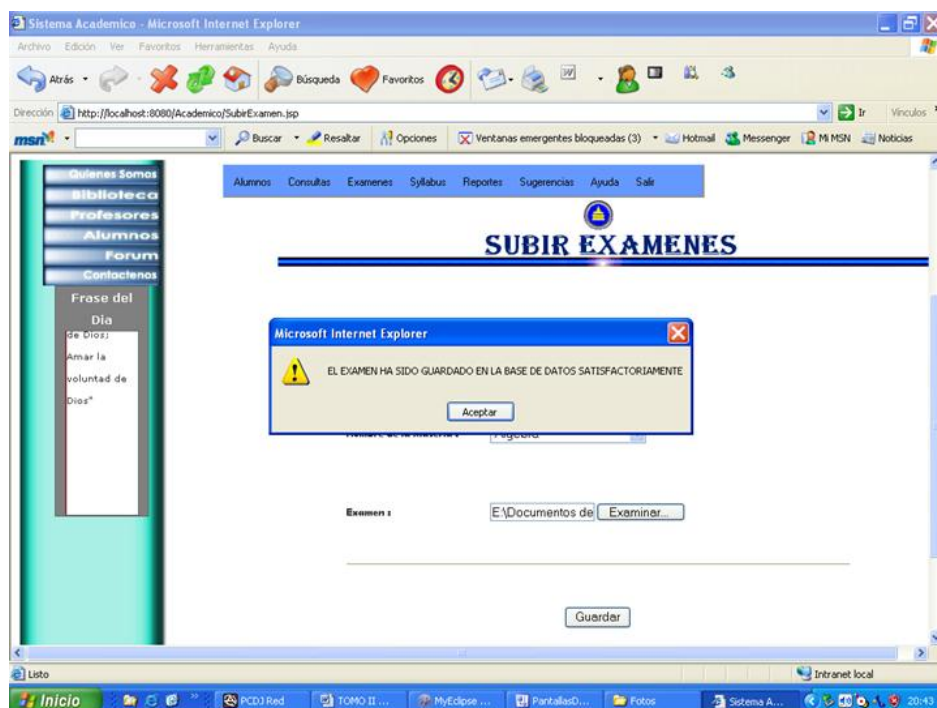 Sistema Academico - Microsoft Internet Explorer
Archivo Edición Ver Favoritos Herramientas Ayuda
Atrás Búsqueda Favoritos
Dirección http://localhost:8080/Academico/SubirExamen.jsp Ir Vínculos
msn Buscar Resaltar Opciones Ventanas emergentes bloqueadas (3) Hotmail Messenger Mi MSN Noticias
Quienes Somos
Biblioteca
Profesores
Alumnos
Forum
Contactenos
Frase del
Dia
de Dios;
Amar la
voluntad de
Dios"
Alumnos Consultas Examenes Syllabus Reportes Sugerencias Ayuda Salir
SUBIR EXAMENES
Microsoft Internet Explorer
EL EXAMEN HA SIDO GUARDADO EN LA BASE DE DATOS SATISFACTORIAMENTE
Aceptar
Nombre de la Materia : Algebra
Examen : E:\Documentos de Examinar...
Guardar
Listo Intranet local
Inicio PCDJ Red TOMO II ... MyEclipse ... PantallasD... Fotos Sistema A... 20:43